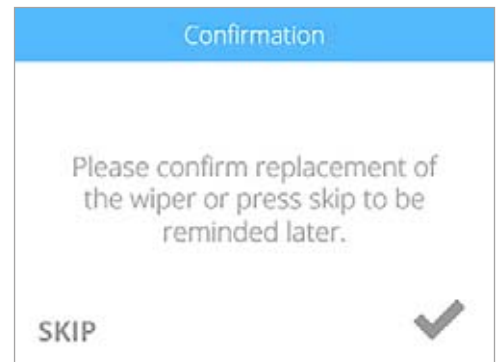 Confirmation
Please confirm replacement of
the wiper or press skip to be
reminded later.
SKIP